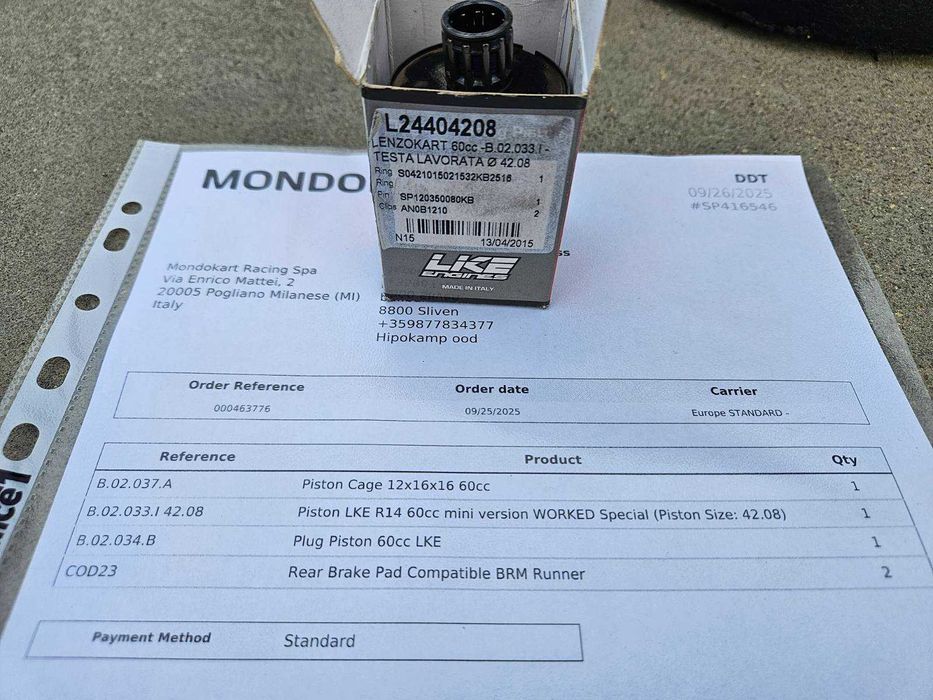 L24404208
LENZOKART 60cc -B.02.033.I -
TESTA LAVORATA Ø 42.08
Ring S0421015021532KB2516 1
Ring
Pin SP120350080KB 1
Clips AN0B1210 2
N15 13/04/2015
LKE
ENGINES
MADE IN ITALY
MONDO
DDT
09/26/2025
#SP416546
Mondokart Racing Spa
Via Enrico Mattei, 2
20005 Pogliano Milanese (MI)
Italy
8800 Sliven
+359877834377
Hipokamp ood
Order Reference Order date Carrier
000463776 09/25/2025 Europe STANDARD -
Reference Product Qty
B.02.037.A Piston Cage 12x16x16 60cc 1
B.02.033.I 42.08 Piston LKE R14 60cc mini version WORKED Special (Piston Size: 42.08) 1
B.02.034.B Plug Piston 60cc LKE 1
COD23 Rear Brake Pad Compatible BRM Runner 2
Payment Method Standard